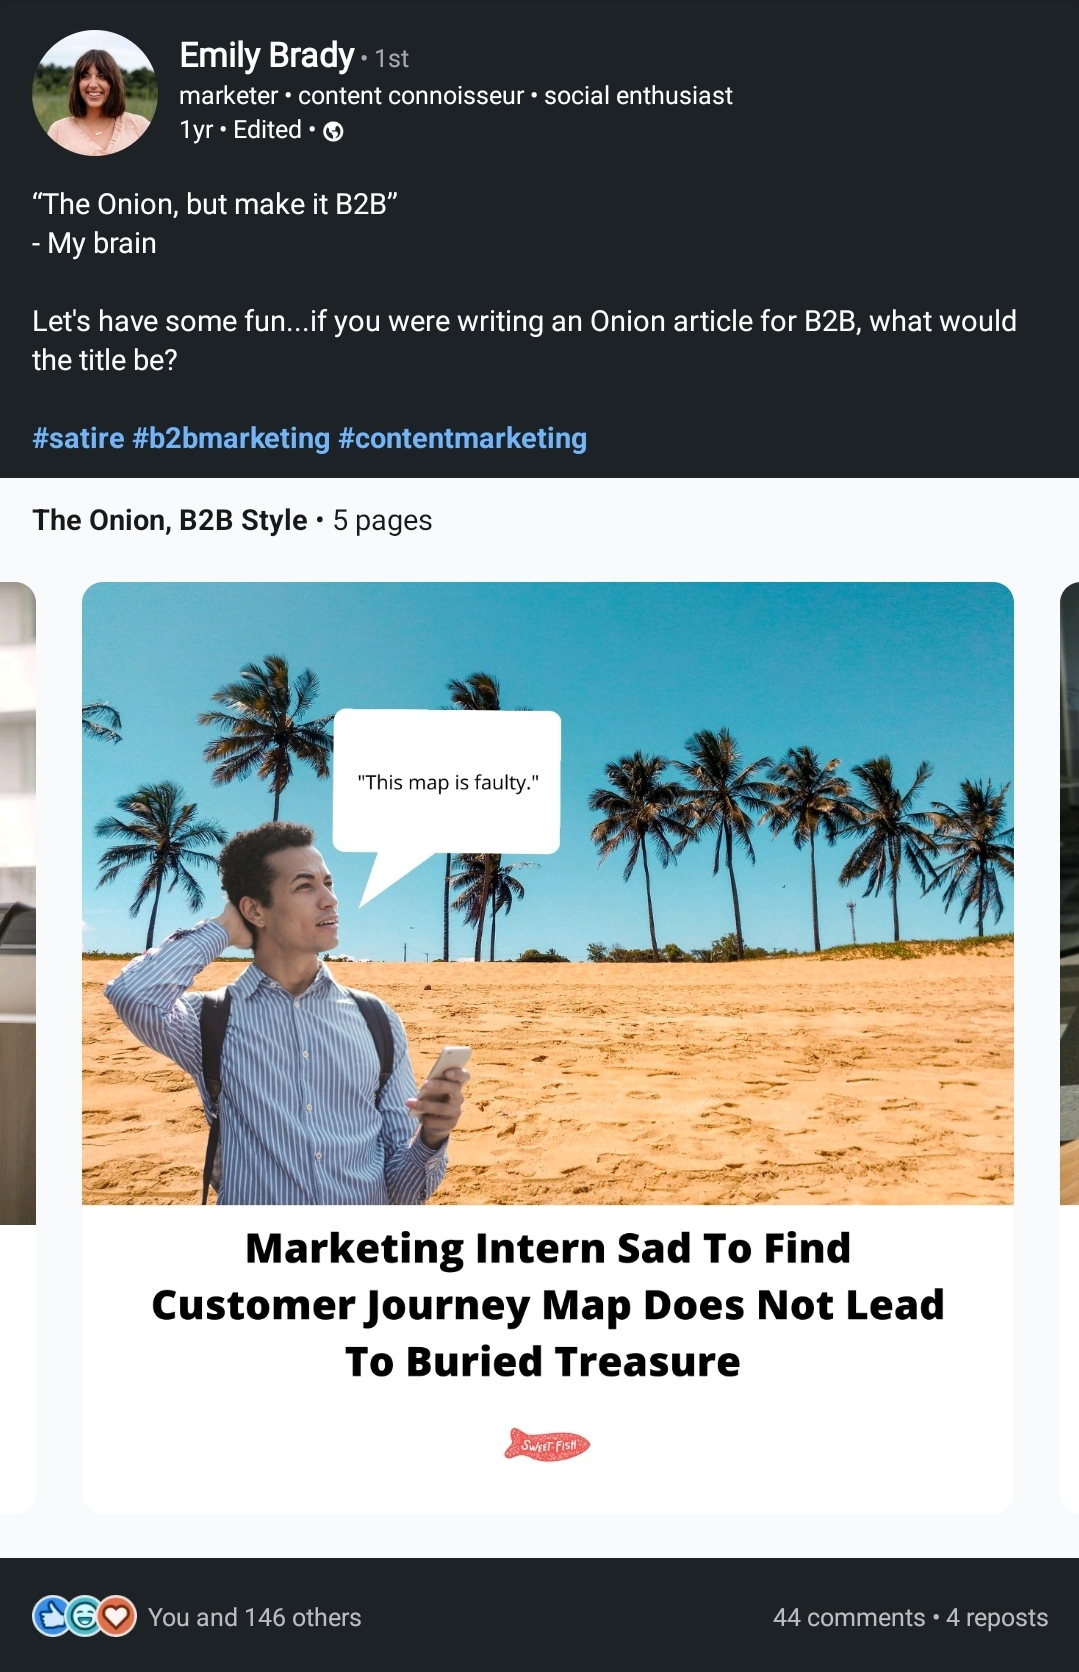 Emily Brady • 1st
marketer • content connoisseur • social enthusiast
1yr • Edited •
“The Onion, but make it B2B”
- My brain
Let's have some fun...if you were writing an Onion article for B2B, what would
the title be?
#satire #b2bmarketing #contentmarketing
The Onion, B2B Style • 5 pages
"This map is faulty."
Marketing Intern Sad To Find
Customer Journey Map Does Not Lead
To Buried Treasure
SWEET FISH
You and 146 others
44 comments • 4 reposts